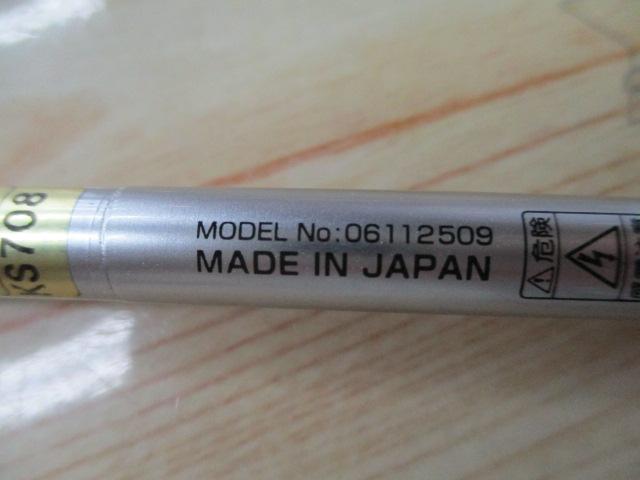 KS708
MODEL No:06112509
MADE IN JAPAN
危険